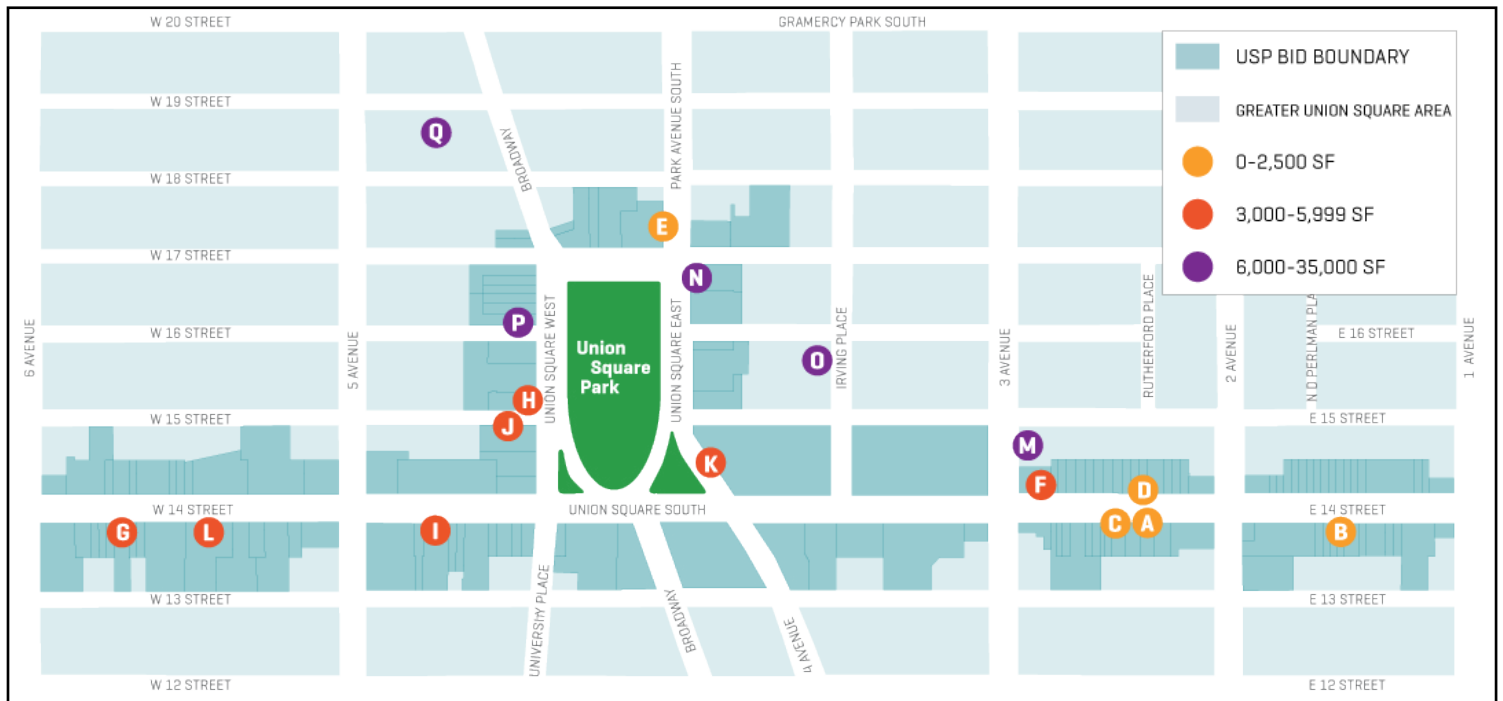 W 20 STREET
GRAMERCY PARK SOUTH
USP BID BOUNDARY
GREATER UNION SQUARE AREA
0-2,500 SF
3,000-5,999 SF
6,000-35,000 SF
W 19 STREET
Q
BROADWAY
PARK AVENUE SOUTH
W 18 STREET
E
W 17 STREET
N
P
UNION SQUARE WEST
UNION SQUARE EAST
Union
Square
Park
W 16 STREET
E 16 STREET
6 AVENUE
5 AVENUE
O
IRVING PLACE
3 AVENUE
RUTHERFORD PLACE
2 AVENUE
N D PERLMAN PLA
1 AVENUE
H
J
W 15 STREET
E 15 STREET
M
K
F
D
W 14 STREET
UNION SQUARE SOUTH
E 14 STREET
G
L
I
C
A
B
W 13 STREET
UNIVERSITY PLACE
BROADWAY
4 AVENUE
E 13 STREET
W 12 STREET
E 12 STREET